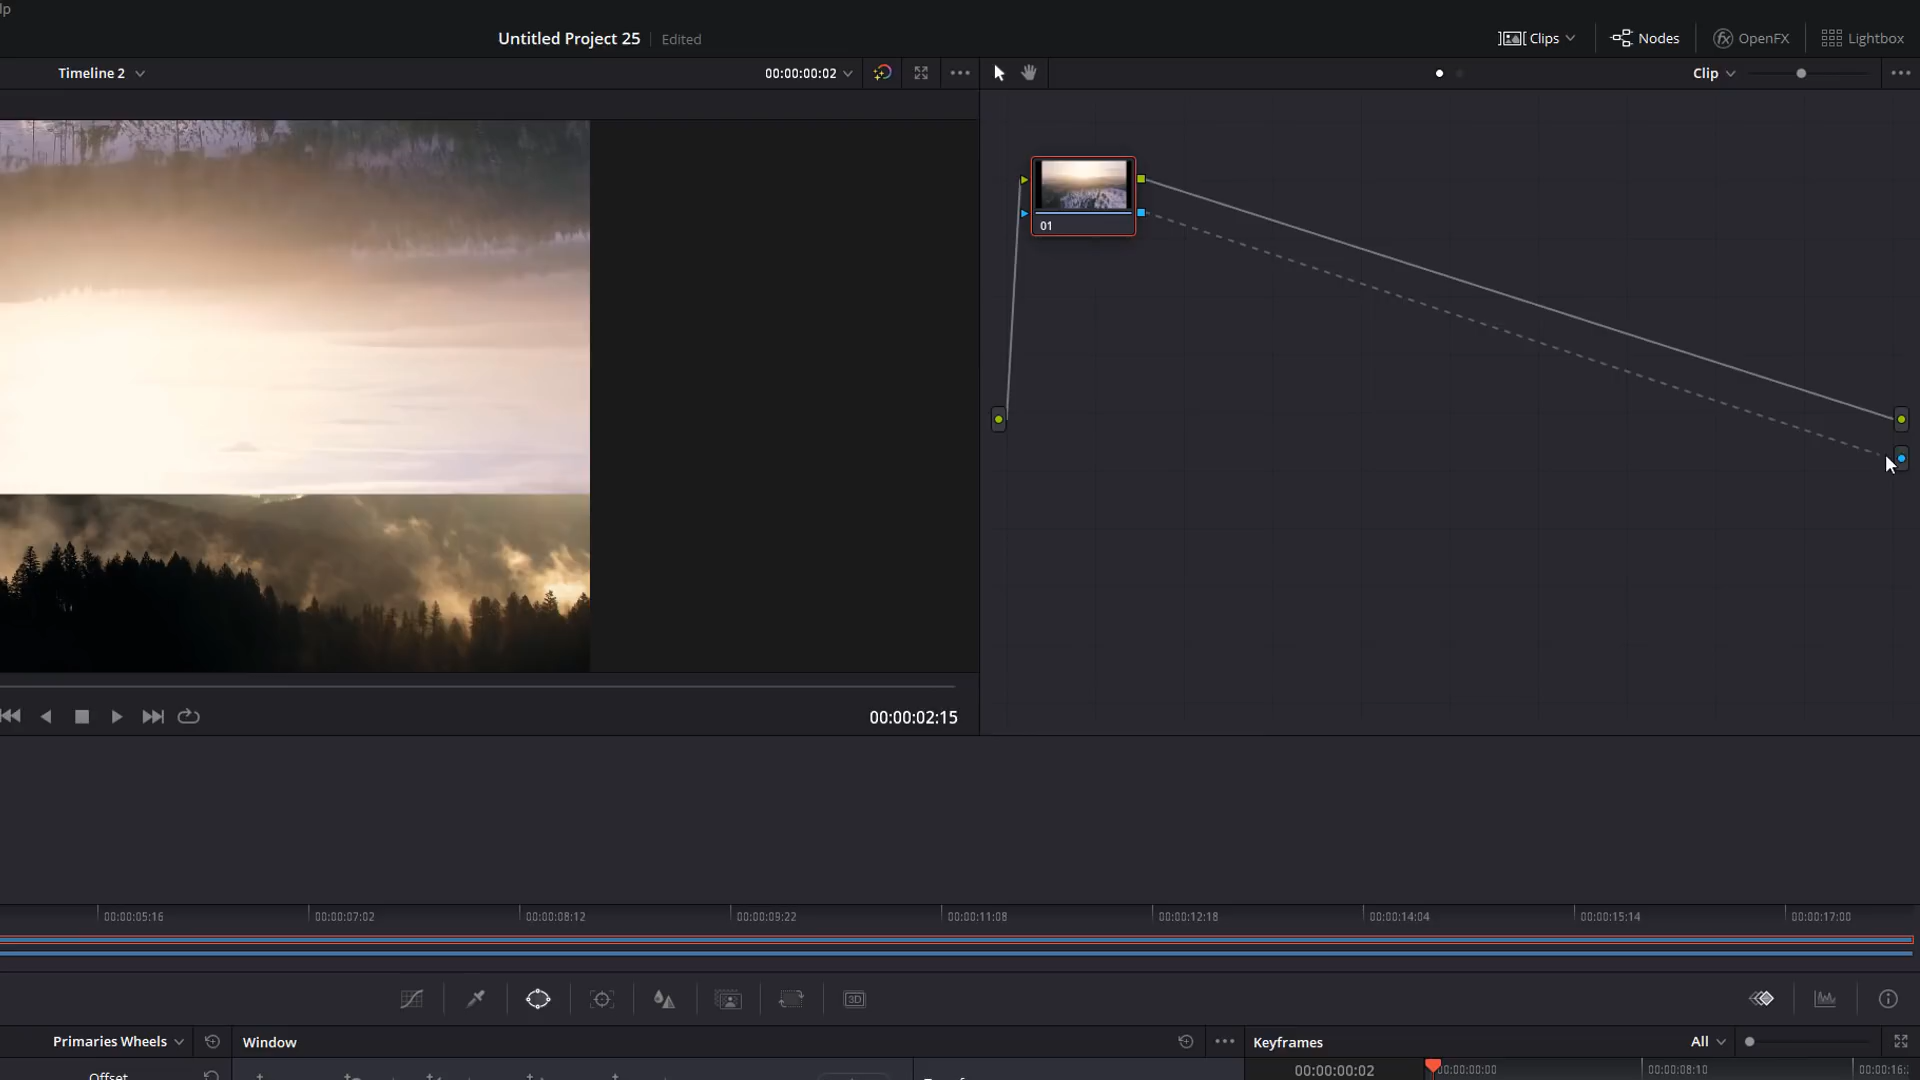 lp
Untitled Project 25
Edited
Clips
Nodes
fx
OpenFX
Lightbox
Timeline 2
00:00:00:02
Clip
01
00:00:02:15
00:00:05:16
00:00:07:02
00:00:08:12
00:00:09:22
00:00:11:08
00:00:12:18
00:00:14:04
00:00:15:14
00:00:17:00
3D
Primaries Wheels
Window
Keyframes
All
Offset
00:00:00:02
00:00:00:00
00:00:08:10
00:00:16: